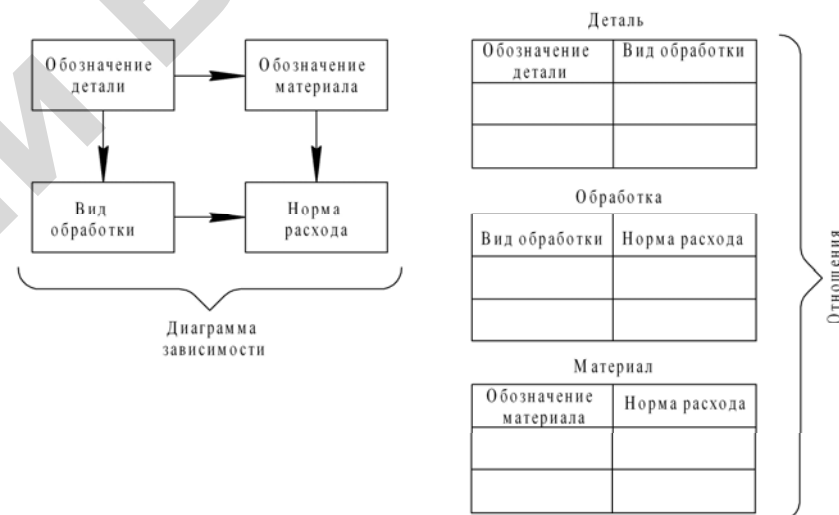 Обозначение
детали
Обозначение
материала
Вид
обработки
Норма
расхода
Диаграмма
зависимости
Деталь
Обозначение
детали
Вид обработки
Обработка
Вид обработки
Норма расхода
Материал
Обозначение
материала
Норма расхода
Отношения